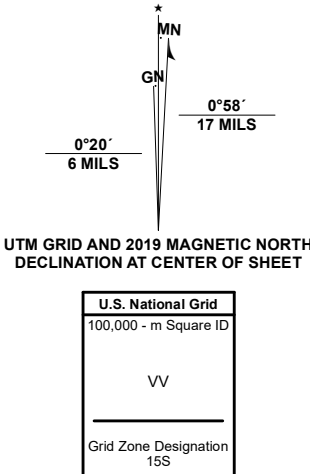 ★
MN
GN
0°58´
17 MILS
0°20´
6 MILS
UTM GRID AND 2019 MAGNETIC NORTH
DECLINATION AT CENTER OF SHEET
U.S. National Grid
100,000 - m Square ID
VV
Grid Zone Designation
15S